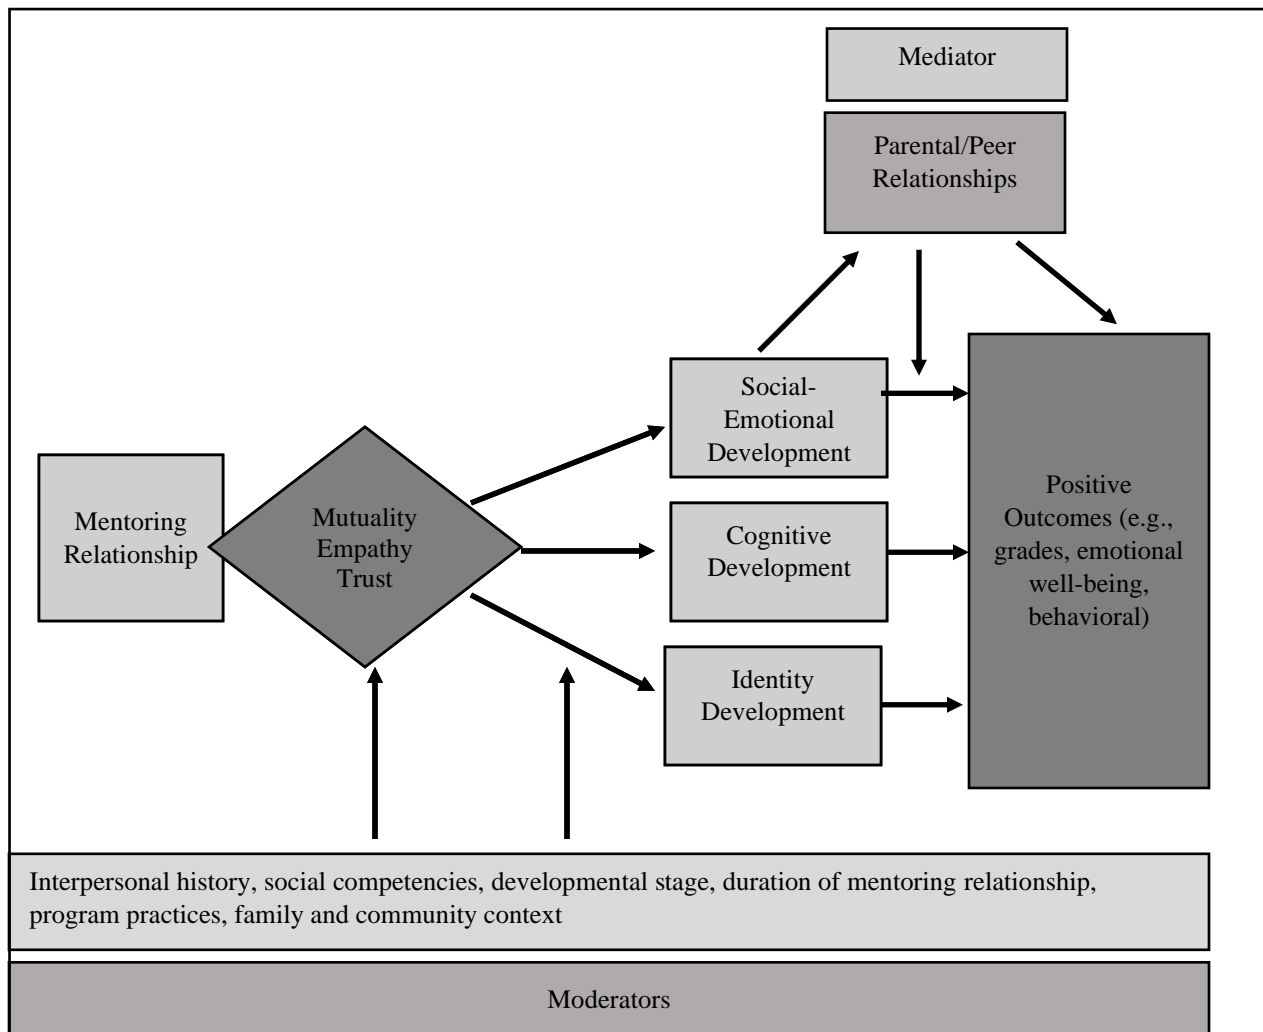 Mediator
Parental/Peer
Relationships
Social-
Emotional
Development
Mentoring
Relationship
Mutuality
Empathy
Trust
Cognitive
Development
Positive
Outcomes (e.g.,
grades, emotional
well-being,
behavioral)
Identity
Development
Interpersonal history, social competencies, developmental stage, duration of mentoring relationship,
program practices, family and community context
Moderators